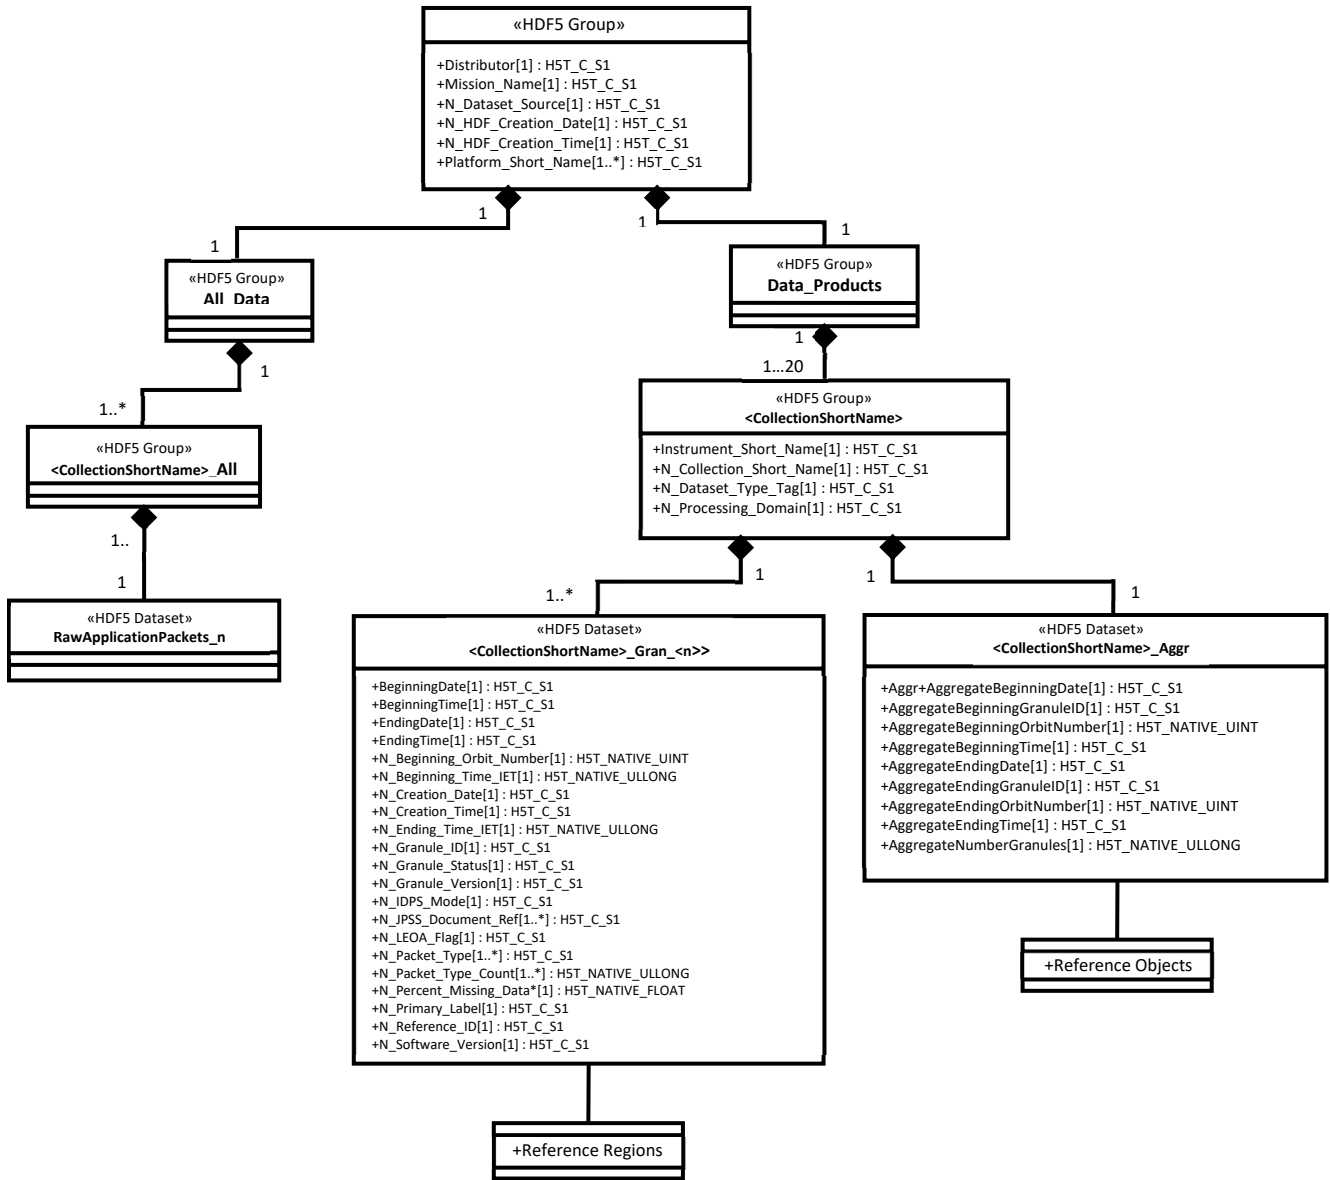 «HDF5 Group»
+Distributor[1] : H5T_C_S1
+Mission_Name[1] : H5T_C_S1
+N_Dataset_Source[1] : H5T_C_S1
+N_HDF_Creation_Date[1] : H5T_C_S1
+N_HDF_Creation_Time[1] : H5T_C_S1
+Platform_Short_Name[1..*] : H5T_C_S1
1
1
1
1
«HDF5 Group»
All_Data
1
1..*
«HDF5 Group»
<CollectionShortName>_All
1..
1
«HDF5 Dataset»
RawApplicationPackets_n
«HDF5 Group»
Data_Products
1
1...20
«HDF5 Group»
<CollectionShortName>
+Instrument_Short_Name[1] : H5T_C_S1
+N_Collection_Short_Name[1] : H5T_C_S1
+N_Dataset_Type_Tag[1] : H5T_C_S1
+N_Processing_Domain[1] : H5T_C_S1
1
1..*
1
1
«HDF5 Dataset»
<CollectionShortName>_Gran_<n>>
+BeginningDate[1] : H5T_C_S1
+BeginningTime[1] : H5T_C_S1
+EndingDate[1] : H5T_C_S1
+EndingTime[1] : H5T_C_S1
+N_Beginning_Orbit_Number[1] : H5T_NATIVE_UINT
+N_Beginning_Time_IET[1] : H5T_NATIVE_ULLONG
+N_Creation_Date[1] : H5T_C_S1
+N_Creation_Time[1] : H5T_C_S1
+N_Ending_Time_IET[1] : H5T_NATIVE_ULLONG
+N_Granule_ID[1] : H5T_C_S1
+N_Granule_Status[1] : H5T_C_S1
+N_Granule_Version[1] : H5T_C_S1
+N_IDPS_Mode[1] : H5T_C_S1
+N_JPSS_Document_Ref[1..*] : H5T_C_S1
+N_LEOA_Flag[1] : H5T_C_S1
+N_Packet_Type[1..*] : H5T_C_S1
+N_Packet_Type_Count[1..*] : H5T_NATIVE_ULLONG
+N_Percent_Missing_Data*[1] : H5T_NATIVE_FLOAT
+N_Primary_Label[1] : H5T_C_S1
+N_Reference_ID[1] : H5T_C_S1
+N_Software_Version[1] : H5T_C_S1
+Reference Regions
«HDF5 Dataset»
<CollectionShortName>_Aggr
+Aggr+AggregateBeginningDate[1] : H5T_C_S1
+AggregateBeginningGranuleID[1] : H5T_C_S1
+AggregateBeginningOrbitNumber[1] : H5T_NATIVE_UINT
+AggregateBeginningTime[1] : H5T_C_S1
+AggregateEndingDate[1] : H5T_C_S1
+AggregateEndingGranuleID[1] : H5T_C_S1
+AggregateEndingOrbitNumber[1] : H5T_NATIVE_UINT
+AggregateEndingTime[1] : H5T_C_S1
+AggregateNumberGranules[1] : H5T_NATIVE_ULLONG
+Reference Objects